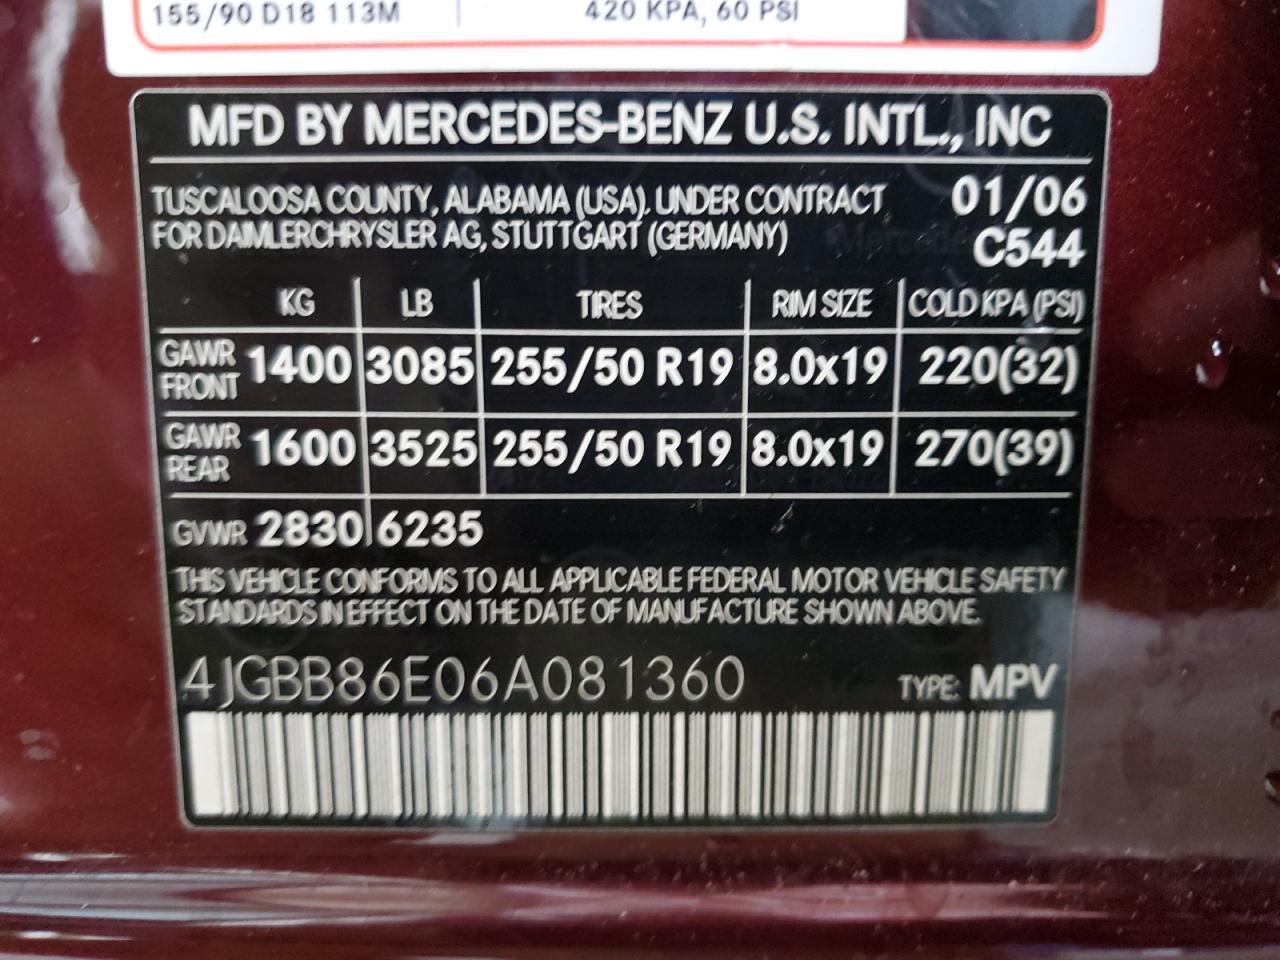 155/90 D18 113M 420 KPA, 60 PSI
MFD BY MERCEDES-BENZ U.S. INTL., INC
TUSCALOOSA COUNTY, ALABAMA (USA). UNDER CONTRACT 01/06
FOR DAIMLERCHRYSLER AG, STUTTGART (GERMANY) C544
KG LB TIRES RIM SIZE COLD KPA (PSI)
GAWR FRONT 1400 3085 255/50 R19 8.0x19 220(32)
GAWR REAR 1600 3525 255/50 R19 8.0x19 270(39)
GVWR 2830 6235
THIS VEHICLE CONFORMS TO ALL APPLICABLE FEDERAL MOTOR VEHICLE SAFETY
STANDARDS IN EFFECT ON THE DATE OF MANUFACTURE SHOWN ABOVE.
4JGBB86E06A081360 TYPE: MPV